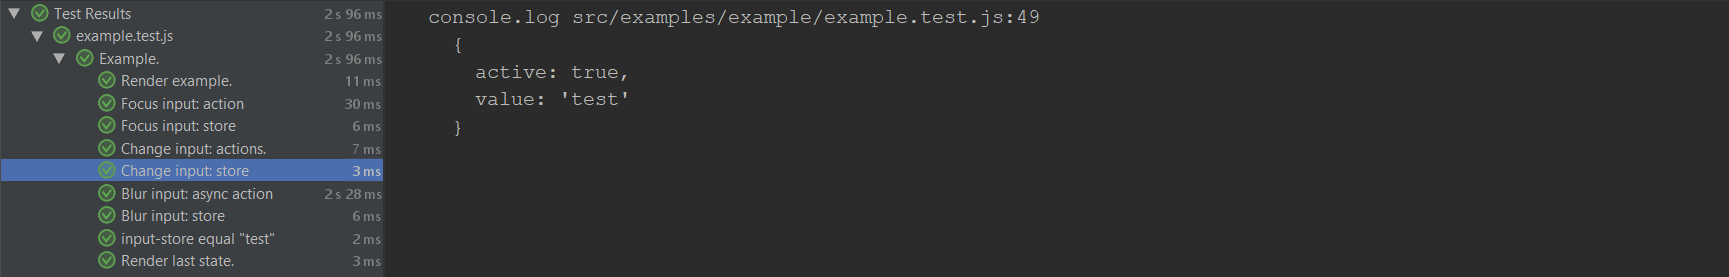 Test Results 2 s 96 ms
example.test.js 2 s 96 ms
Example. 2 s 96 ms
Render example. 11 ms
Focus input: action 30 ms
Focus input: store 6 ms
Change input: actions. 7 ms
Change input: store 3 ms
Blur input: async action 2 s 28 ms
Blur input: store 6 ms
input-store equal "test" 2 ms
Render last state. 3 ms
console.log src/examples/example/example.test.js:49
{
active: true,
value: 'test'
}